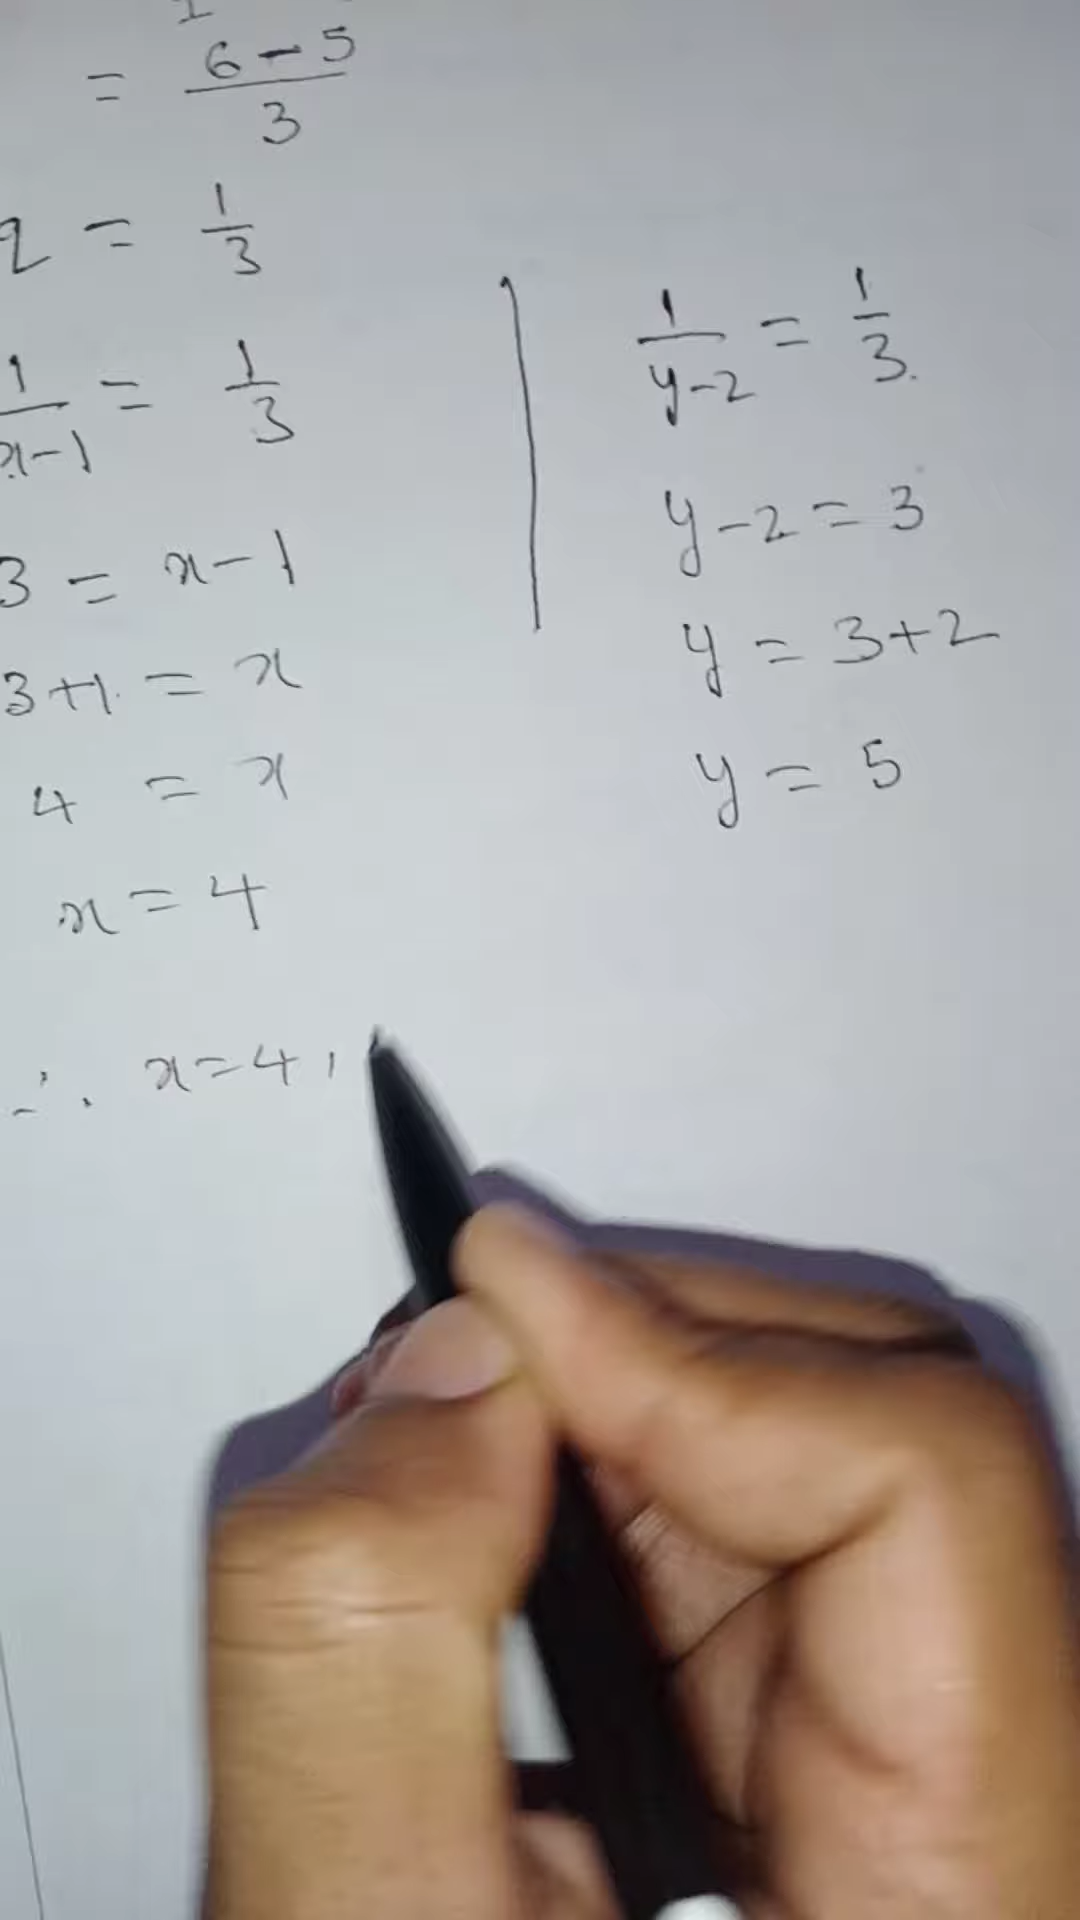 = 6-5/3
q = 1/3
1/x-1 = 1/3
3 = x-1
3+1 = x
4 = x
x = 4
1/y-2 = 1/3.
y-2 = 3
y = 3+2
y = 5
∴ x=4,